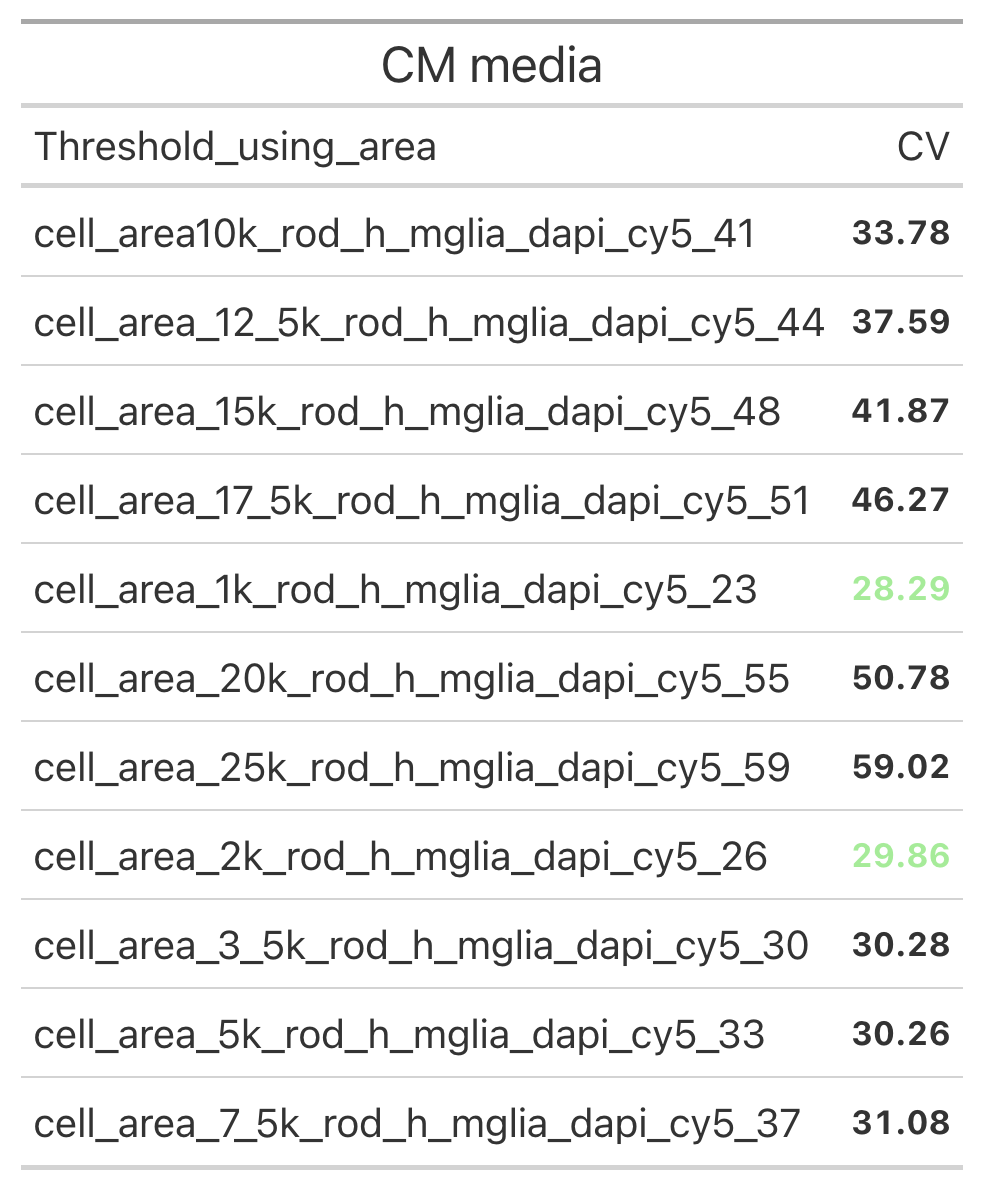 CM media
Threshold_using_area CV
cell_area10k_rod_h_mglia_dapi_cy5_41 33.78
cell_area_12_5k_rod_h_mglia_dapi_cy5_44 37.59
cell_area_15k_rod_h_mglia_dapi_cy5_48 41.87
cell_area_17_5k_rod_h_mglia_dapi_cy5_51 46.27
cell_area_1k_rod_h_mglia_dapi_cy5_23 28.29
cell_area_20k_rod_h_mglia_dapi_cy5_55 50.78
cell_area_25k_rod_h_mglia_dapi_cy5_59 59.02
cell_area_2k_rod_h_mglia_dapi_cy5_26 29.86
cell_area_3_5k_rod_h_mglia_dapi_cy5_30 30.28
cell_area_5k_rod_h_mglia_dapi_cy5_33 30.26
cell_area_7_5k_rod_h_mglia_dapi_cy5_37 31.08